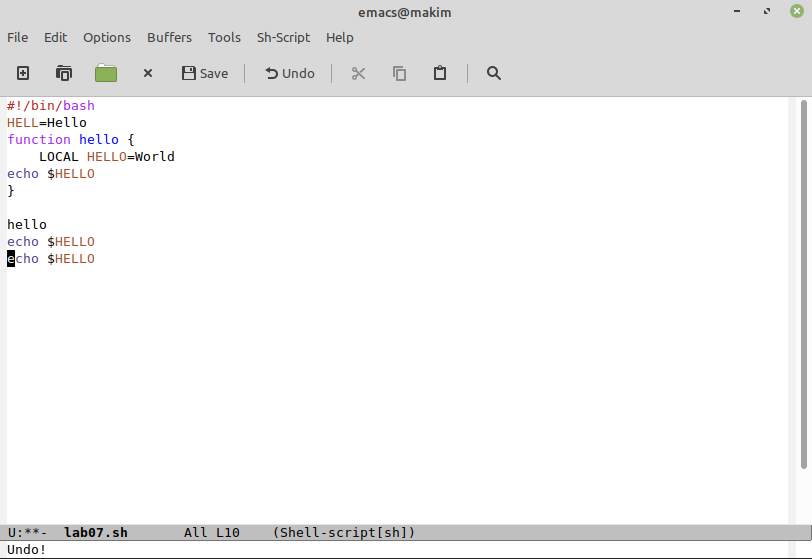 emacs@makim
File Edit Options Buffers Tools Sh-Script Help
Save Undo
#!/bin/bash
HELL=Hello
function hello {
    LOCAL HELLO=World
echo $HELLO
}
hello
echo $HELLO
echo $HELLO
U:**- lab07.sh All L10 (Shell-script[sh])
Undo!